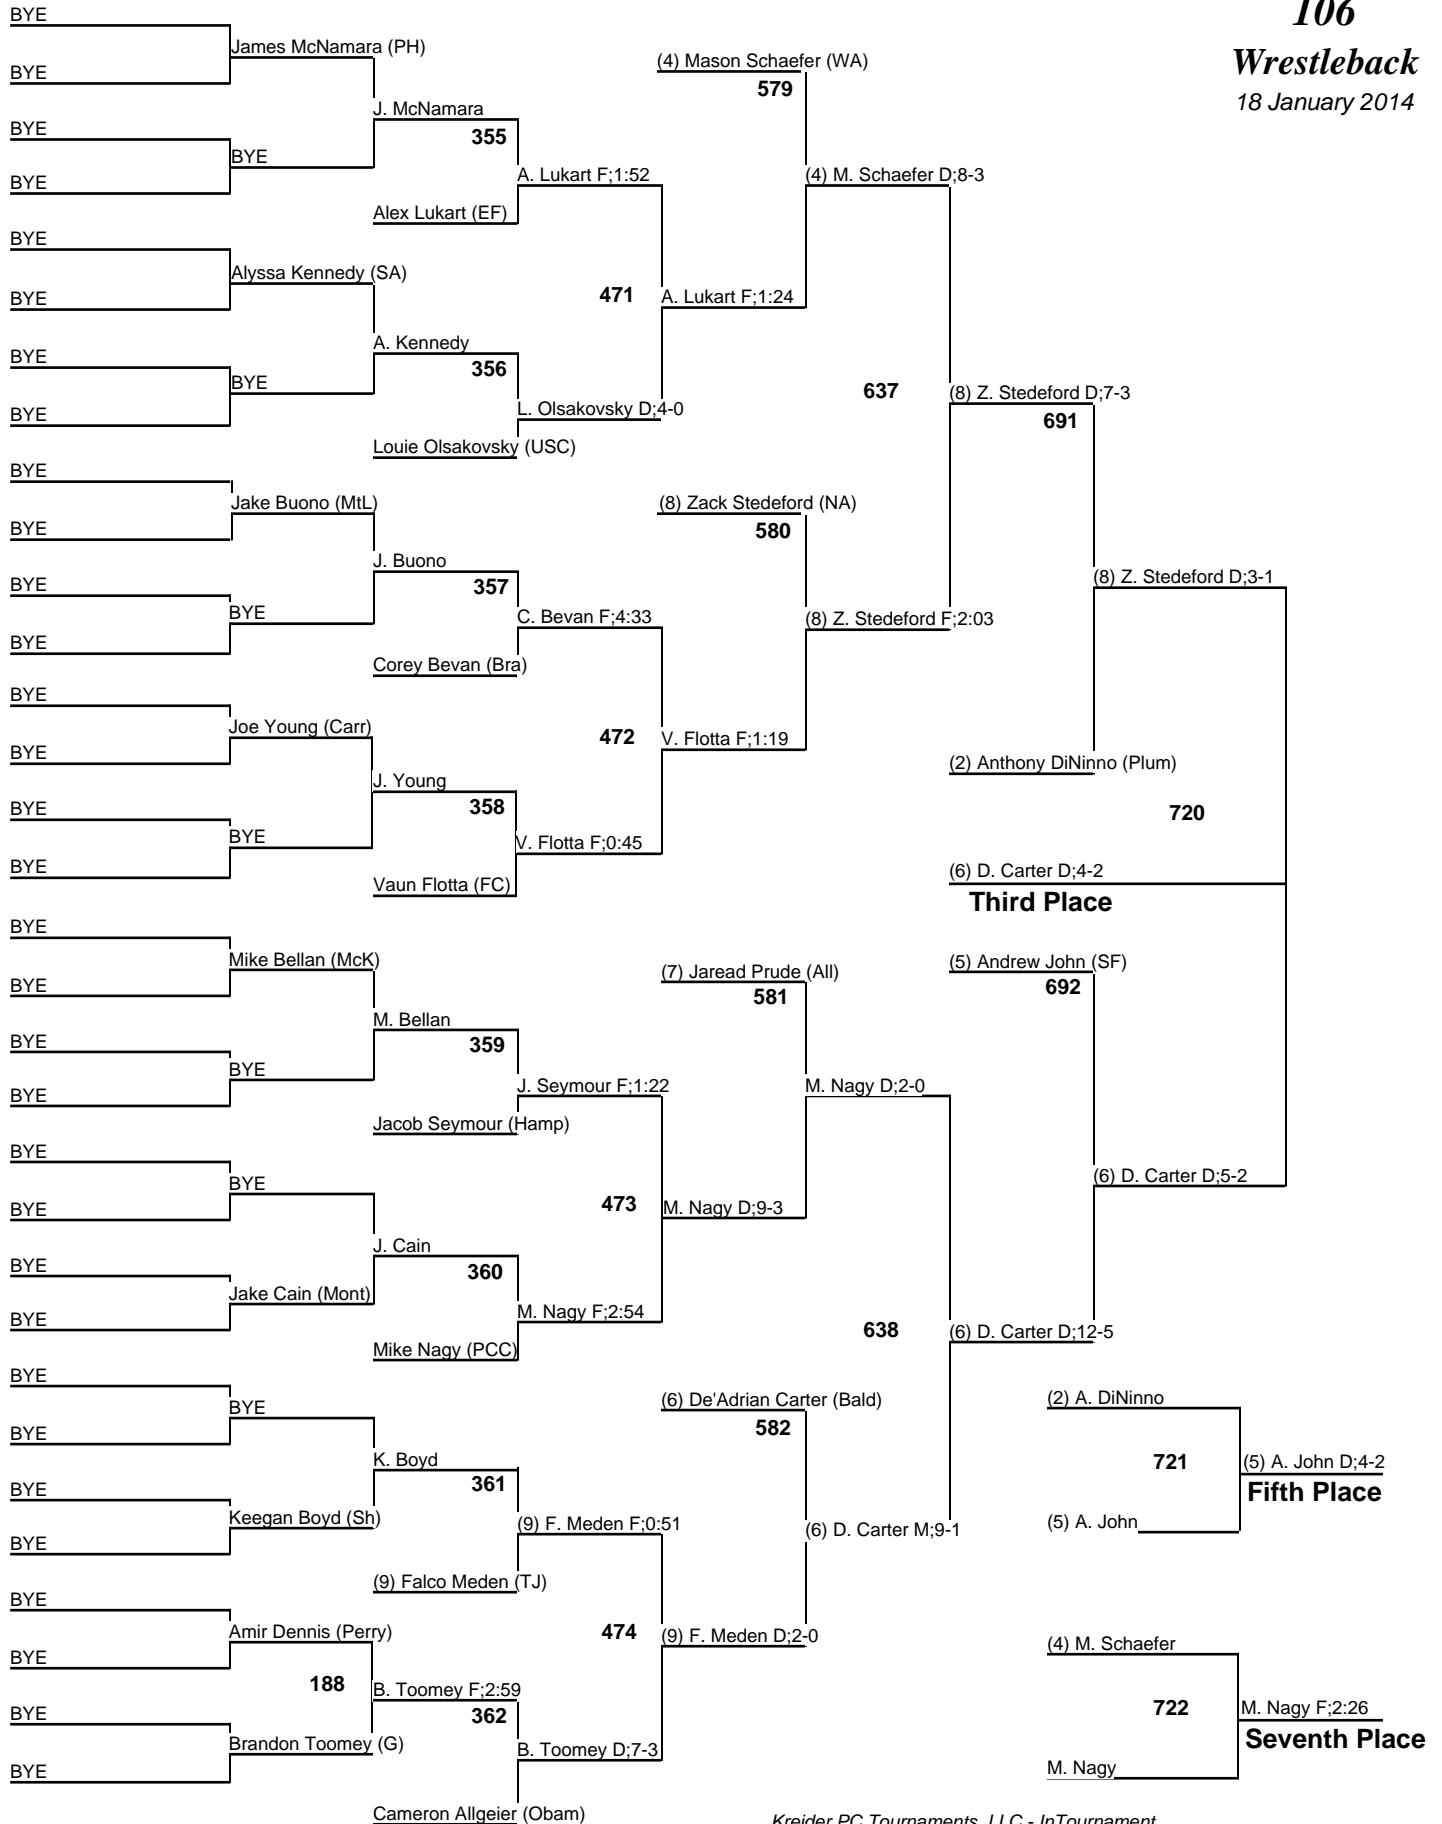 106
Wrestleback
18 January 2014
BYE
James McNamara (PH)
BYE
(4) Mason Schaefer (WA)
579
J. McNamara
355
BYE
BYE
BYE
A. Lukart F;1:52
(4) M. Schaefer D;8-3
Alex Lukart (EF)
BYE
Alyssa Kennedy (SA)
BYE
471
A. Lukart F;1:24
A. Kennedy
356
BYE
BYE
BYE
637
(8) Z. Stedeford D;7-3
691
L. Olsakovsky D;4-0
Louie Olsakovsky (USC)
BYE
Jake Buono (MtL)
BYE
(8) Zack Stedeford (NA)
580
J. Buono
357
BYE
BYE
BYE
(8) Z. Stedeford D;3-1
C. Bevan F;4:33
(8) Z. Stedeford F;2:03
Corey Bevan (Bra)
BYE
Joe Young (Carr)
BYE
472
V. Flotta F;1:19
(2) Anthony DiNinno (Plum)
J. Young
358
BYE
BYE
BYE
720
V. Flotta F;0:45
Vaun Flotta (FC)
(6) D. Carter D;4-2
Third Place
BYE
Mike Bellan (McK)
BYE
(7) Jaread Prude (All)
581
(5) Andrew John (SF)
692
M. Bellan
359
BYE
BYE
BYE
J. Seymour F;1:22
M. Nagy D;2-0
Jacob Seymour (Hamp)
BYE
BYE
BYE
473
M. Nagy D;9-3
(6) D. Carter D;5-2
J. Cain
360
BYE
Jake Cain (Mont)
BYE
M. Nagy F;2:54
638
(6) D. Carter D;12-5
Mike Nagy (PCC)
BYE
BYE
BYE
(6) De'Adrian Carter (Bald)
582
(2) A. DiNinno
K. Boyd
361
721
(5) A. John D;4-2
Fifth Place
BYE
Keegan Boyd (Sh)
BYE
(9) F. Meden F;0:51
(6) D. Carter M;9-1
(5) A. John
(9) Falco Meden (TJ)
BYE
Amir Dennis (Perry)
BYE
474
(9) F. Meden D;2-0
(4) M. Schaefer
188
B. Toomey F;2:59
362
722
M. Nagy F;2:26
Seventh Place
BYE
Brandon Toomey (G)
BYE
B. Toomey D;7-3
M. Nagy
Cameron Allgeier (Obam)
Kreider PC Tournaments, LLC - InTournament